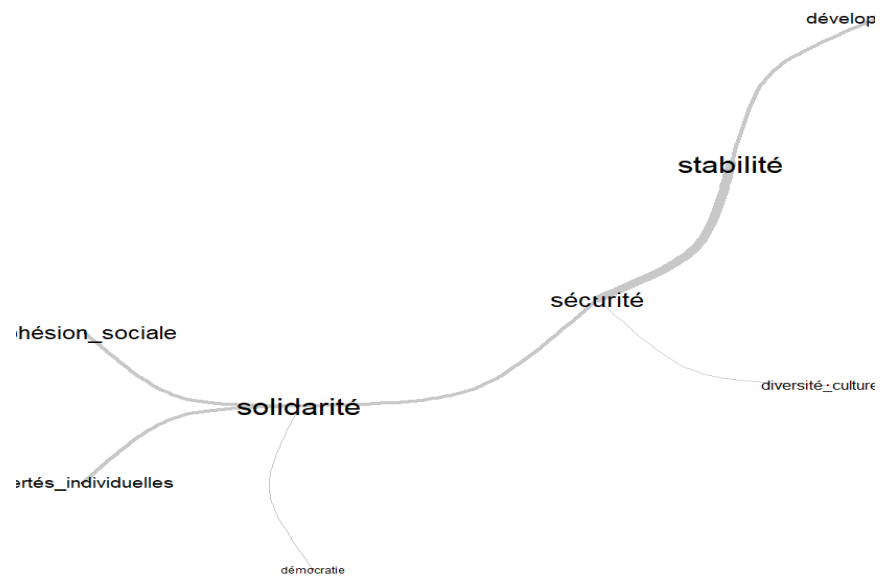 dévelop
stabilité
sécurité
hésion_sociale
diversité_culture
solidarité
ertés_individuelles
démocratie